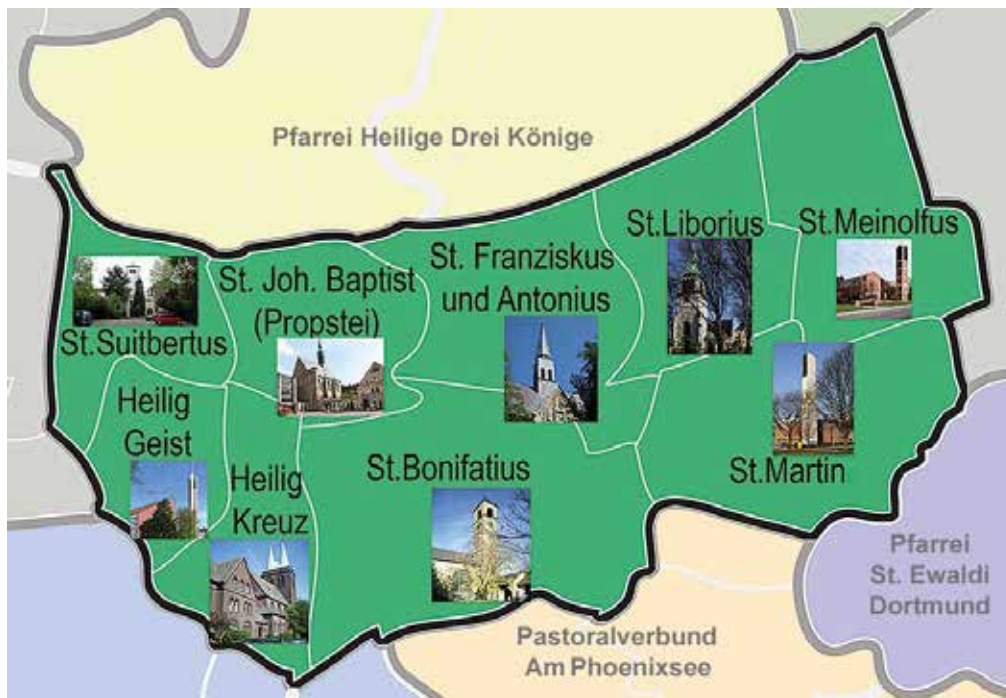 Pfarrei Heilige Drei Könige
St.Liborius
St.Meinolfus
St. Franziskus
und Antonius
St. Joh. Baptist
(Propstei)
St.Suitbertus
Heilig
Geist
Heilig
Kreuz
St.Bonifatius
St.Martin
Pfarrei
St. Ewaldi
Dortmund
Pastoralverbund
Am Phoenixsee